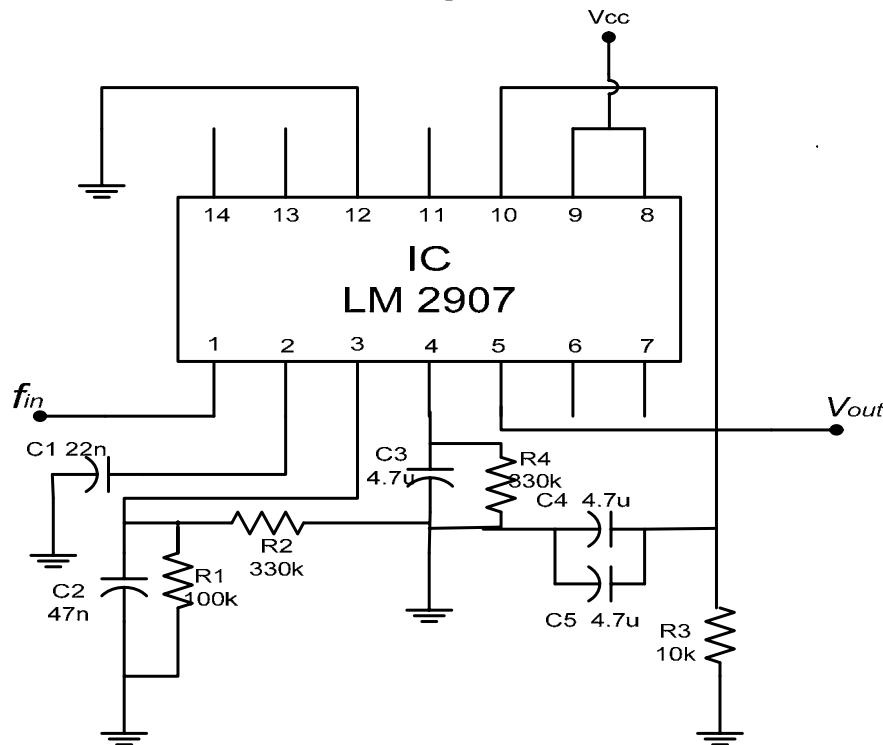 Vcc
14 13 12 11 10 9 8
IC
LM 2907
1 2 3 4 5 6 7
fin
Vout
C1 22n
C3
4.7u
R4
330k
C4 4.7u
R2
330k
C2
47n
R1
100k
C5 4.7u
R3
10k